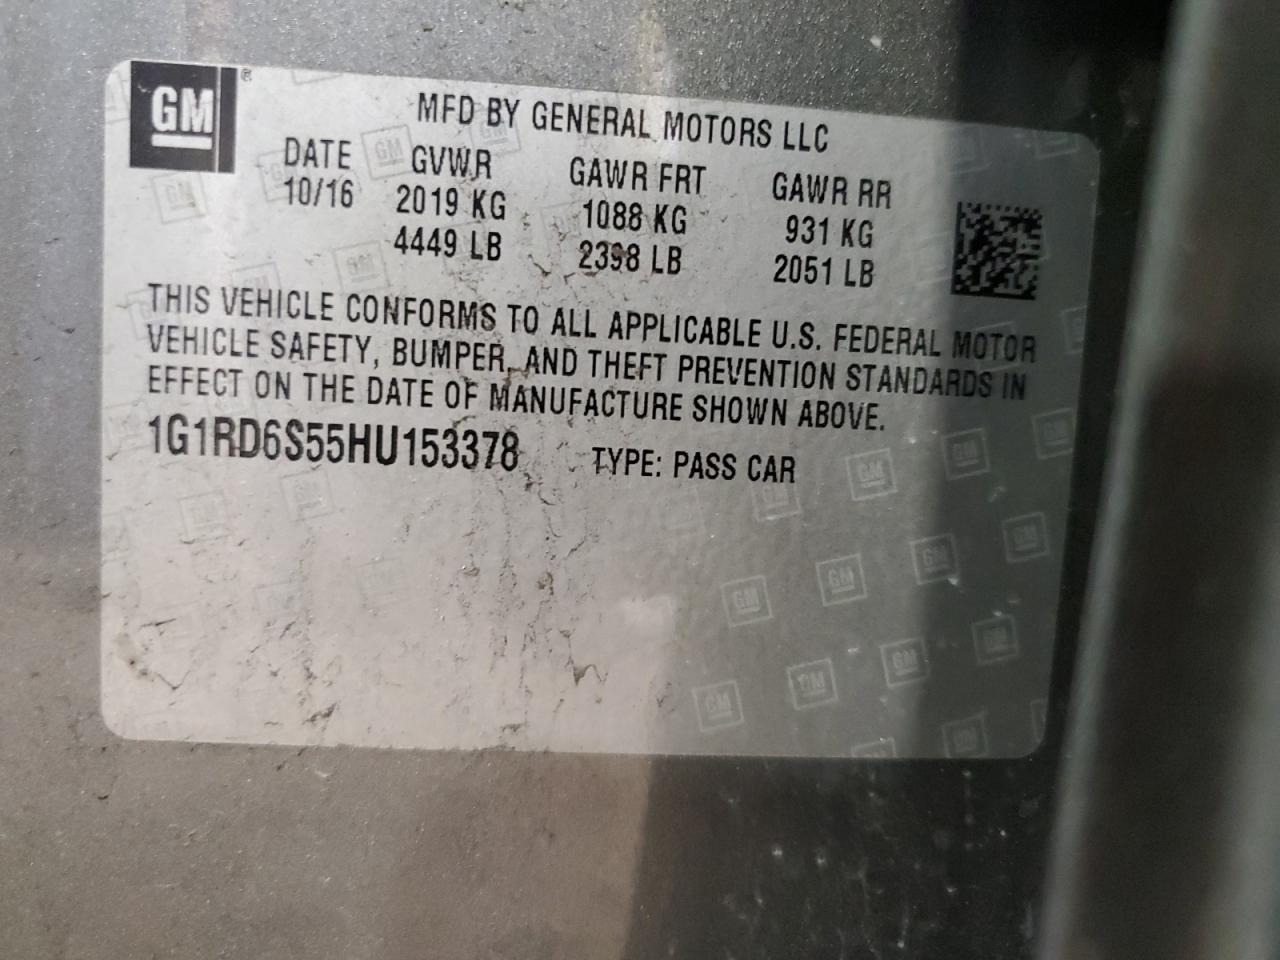 GM®
MFD BY GENERAL MOTORS LLC
DATE GVWR GAWR FRT GAWR RR
10/16 2019 KG 1088 KG 931 KG
4449 LB 2398 LB 2051 LB
THIS VEHICLE CONFORMS TO ALL APPLICABLE U.S. FEDERAL MOTOR
VEHICLE SAFETY, BUMPER, AND THEFT PREVENTION STANDARDS IN
EFFECT ON THE DATE OF MANUFACTURE SHOWN ABOVE.
1G1RD6S55HU153378 TYPE: PASS CAR